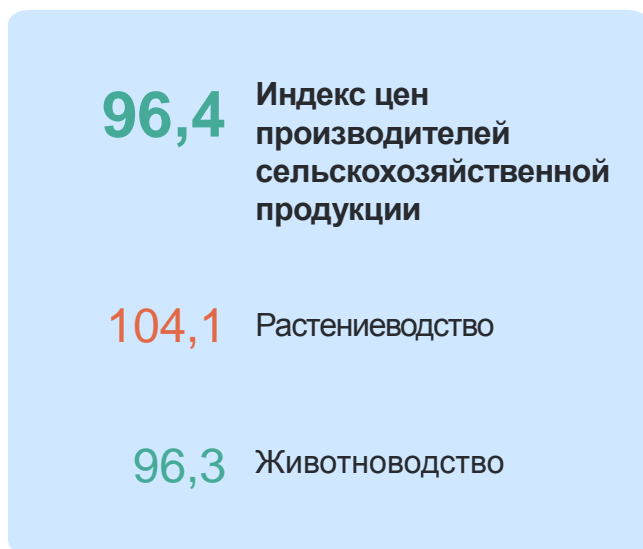 96,4
Индекс цен
производителей
сельскохозяйственной
продукции
104,1 Растениеводство
96,3 Животноводство